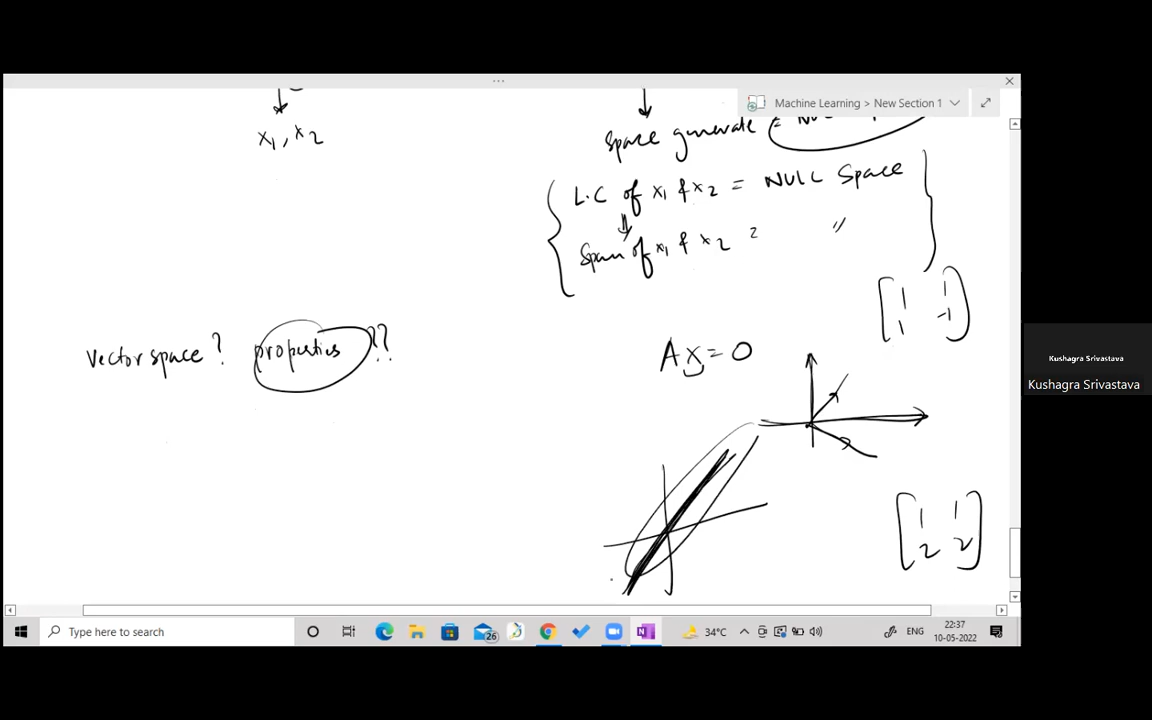 Machine Learning > New Section 1
x₁, x₂
Space generate =
L.C of x₁ & x₂ = NULL Space
Span of x₁ & x₂ = "
1 1
1 -1
Vector space ? properties ??
Ax = 0
1 1
2 2
Kushagra Srivastava
Kushagra Srivastava
Type here to search
26
34°C
ENG
22:37
10-05-2022